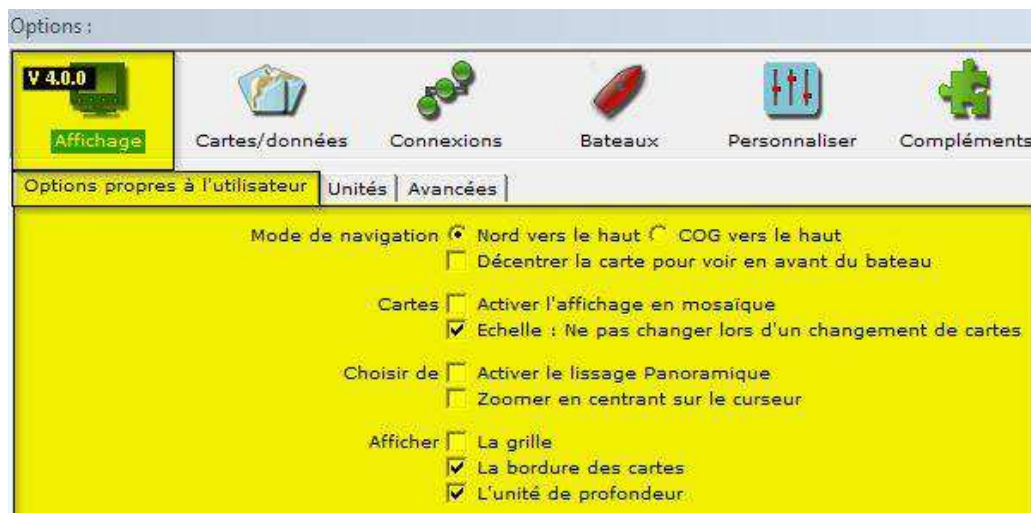 Options :
V 4.0.0
Affichage Cartes/données Connexions Bateaux Personnaliser Compléments
Options propres à l'utilisateur Unités Avancées
Mode de navigation Nord vers le haut COG vers le haut
Décentrer la carte pour voir en avant du bateau
Cartes Activer l'affichage en mosaïque
Echelle : Ne pas changer lors d'un changement de cartes
Choisir de Activer le lissage Panoramique
Zoomer en centrant sur le curseur
Afficher La grille
La bordure des cartes
L'unité de profondeur